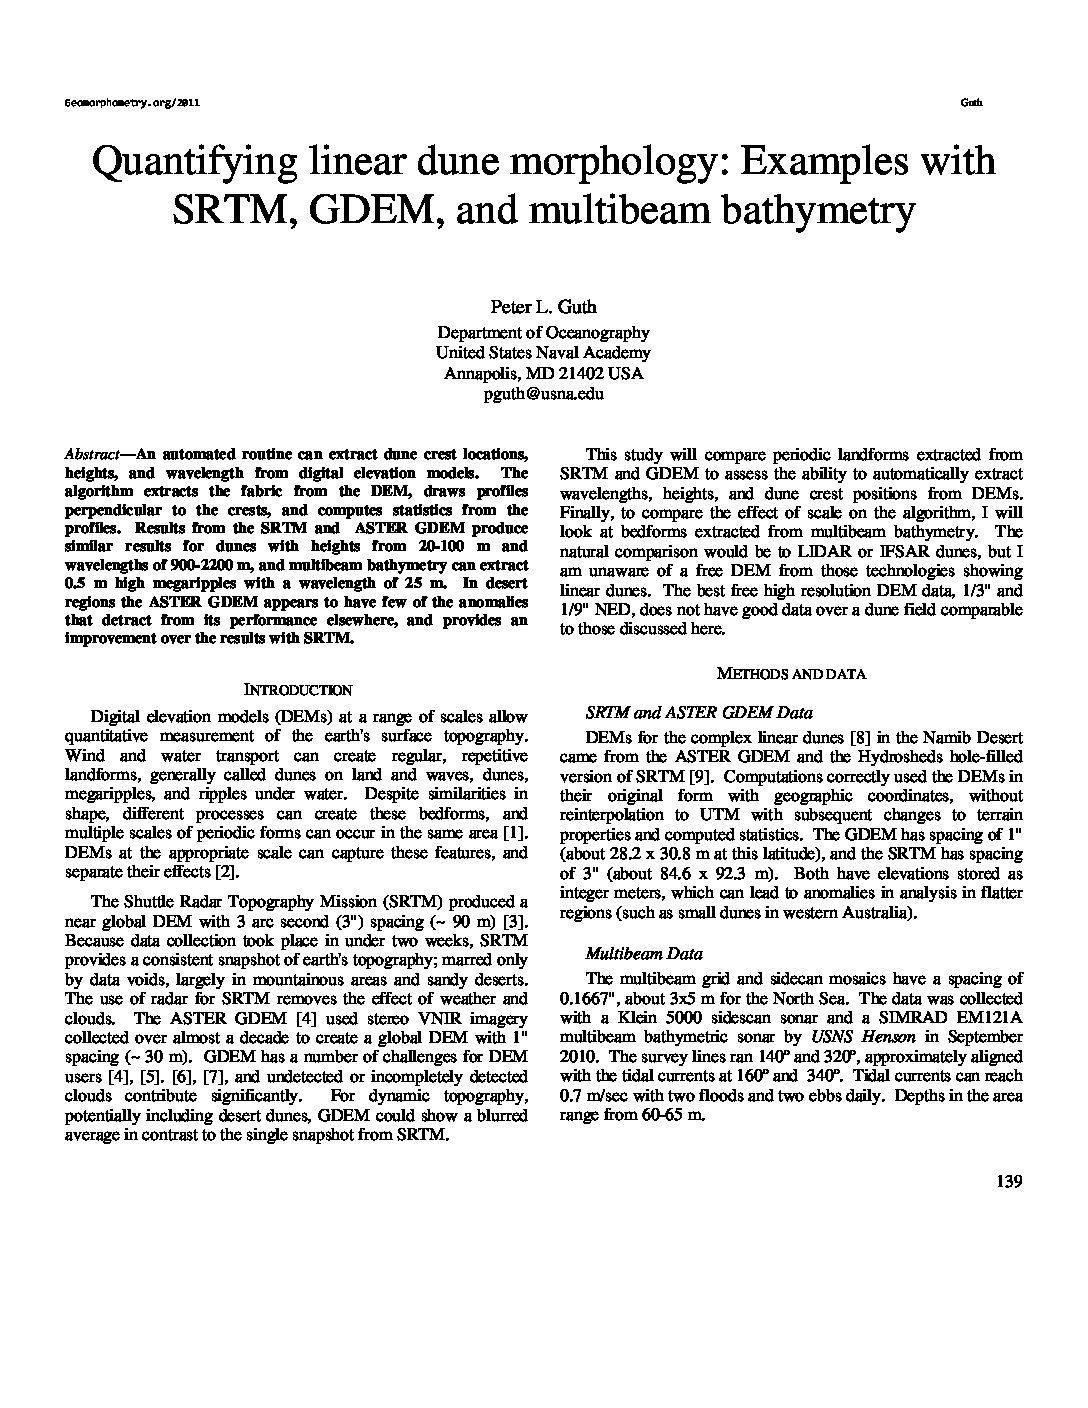 Geomorphometry.org/2011
Guth
Quantifying linear dune morphology: Examples with
SRTM, GDEM, and multibeam bathymetry
Peter L. Guth
Department of Oceanography
United States Naval Academy
Annapolis, MD 21402 USA
pguth@usna.edu
Abstract—An automated routine can extract dune crest locations,
heights, and wavelength from digital elevation models. The
algorithm extracts the fabric from the DEM, draws profiles
perpendicular to the crests, and computes statistics from the
profiles. Results from the SRTM and ASTER GDEM produce
similar results for dunes with heights from 20-100 m and
wavelengths of 900-2200 m, and multibeam bathymetry can extract
0.5 m high megaripples with a wavelength of 25 m. In desert
regions the ASTER GDEM appears to have few of the anomalies
that detract from its performance elsewhere, and provides an
improvement over the results with SRTM.
INTRODUCTION
Digital elevation models (DEMs) at a range of scales allow
quantitative measurement of the earth's surface topography.
Wind and water transport can create regular, repetitive
landforms, generally called dunes on land and waves, dunes,
megaripples, and ripples under water. Despite similarities in
shape, different processes can create these bedforms, and
multiple scales of periodic forms can occur in the same area [1].
DEMs at the appropriate scale can capture these features, and
separate their effects [2].
The Shuttle Radar Topography Mission (SRTM) produced a
near global DEM with 3 arc second (3") spacing (~ 90 m) [3].
Because data collection took place in under two weeks, SRTM
provides a consistent snapshot of earth's topography; marred only
by data voids, largely in mountainous areas and sandy deserts.
The use of radar for SRTM removes the effect of weather and
clouds. The ASTER GDEM [4] used stereo VNIR imagery
collected over almost a decade to create a global DEM with 1"
spacing (~ 30 m). GDEM has a number of challenges for DEM
users [4], [5]. [6], [7], and undetected or incompletely detected
clouds contribute significantly. For dynamic topography,
potentially including desert dunes, GDEM could show a blurred
average in contrast to the single snapshot from SRTM.
This study will compare periodic landforms extracted from
SRTM and GDEM to assess the ability to automatically extract
wavelengths, heights, and dune crest positions from DEMs.
Finally, to compare the effect of scale on the algorithm, I will
look at bedforms extracted from multibeam bathymetry. The
natural comparison would be to LIDAR or IFSAR dunes, but I
am unaware of a free DEM from those technologies showing
linear dunes. The best free high resolution DEM data, 1/3" and
1/9" NED, does not have good data over a dune field comparable
to those discussed here.
METHODS AND DATA
SRTM and ASTER GDEM Data
DEMs for the complex linear dunes [8] in the Namib Desert
came from the ASTER GDEM and the Hydrosheds hole-filled
version of SRTM [9]. Computations correctly used the DEMs in
their original form with geographic coordinates, without
reinterpolation to UTM with subsequent changes to terrain
properties and computed statistics. The GDEM has spacing of 1"
(about 28.2 x 30.8 m at this latitude), and the SRTM has spacing
of 3" (about 84.6 x 92.3 m). Both have elevations stored as
integer meters, which can lead to anomalies in analysis in flatter
regions (such as small dunes in western Australia).
Multibeam Data
The multibeam grid and sidecan mosaics have a spacing of
0.1667", about 3x5 m for the North Sea. The data was collected
with a Klein 5000 sidescan sonar and a SIMRAD EM121A
multibeam bathymetric sonar by USNS Henson in September
2010. The survey lines ran 140º and 320º, approximately aligned
with the tidal currents at 160º and 340º. Tidal currents can reach
0.7 m/sec with two floods and two ebbs daily. Depths in the area
range from 60-65 m.
139